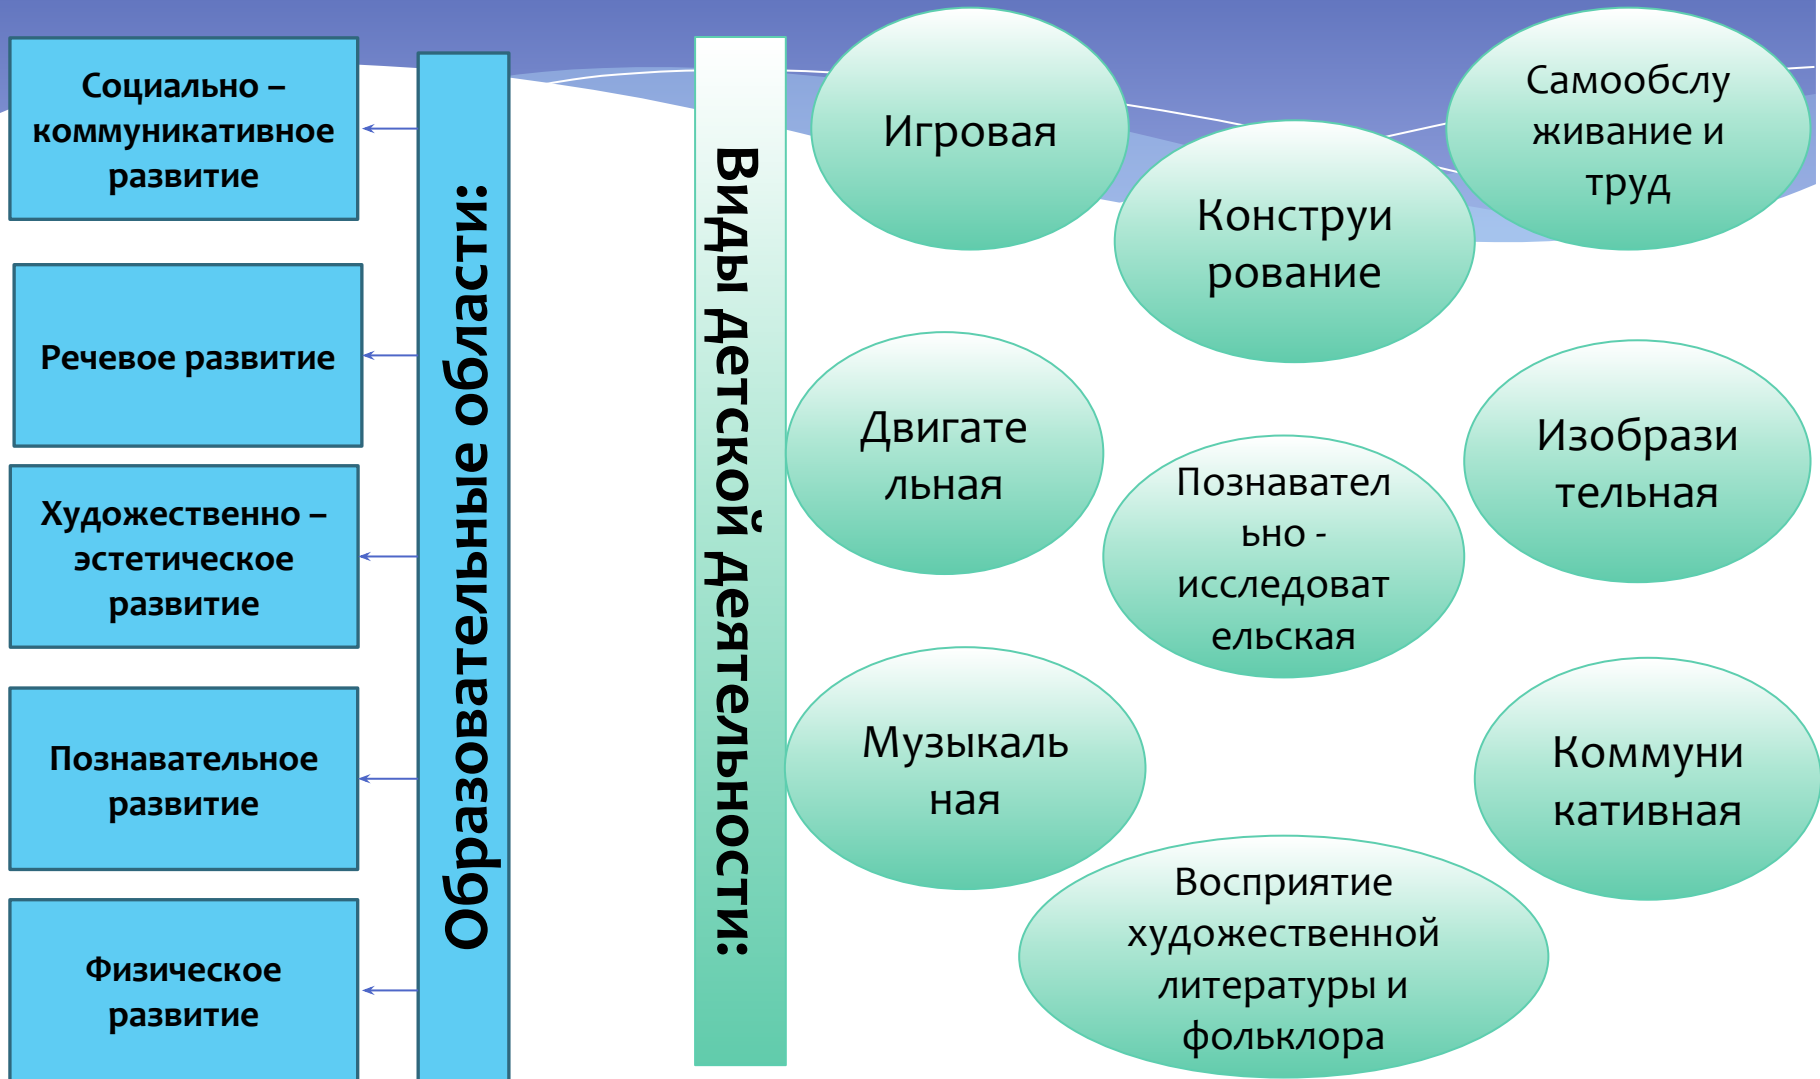 Социально –
коммуникативное
развитие
Речевое развитие
Художественно –
эстетическое
развитие
Познавательное
развитие
Физическое
развитие
Образовательные области:
Виды детской деятельности:
Игровая
Самообслу
живание и
труд
Конструи
рование
Двигате
льная
Изобрази
тельная
Познавател
ьно -
исследоват
ельская
Музыкаль
ная
Коммуни
кативная
Восприятие
художественной
литературы и
фольклора